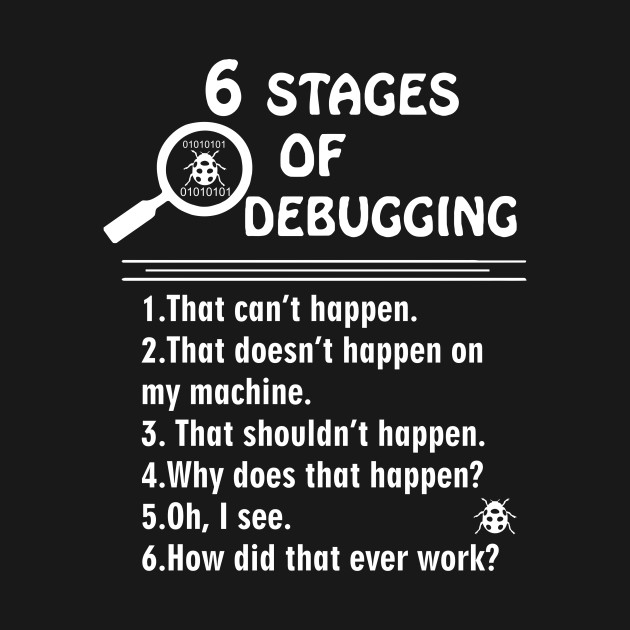 6 STAGES
OF
DEBUGGING
01010101
01010101
1.That can’t happen.
2.That doesn’t happen on
my machine.
3. That shouldn’t happen.
4.Why does that happen?
5.Oh, I see.
6.How did that ever work?